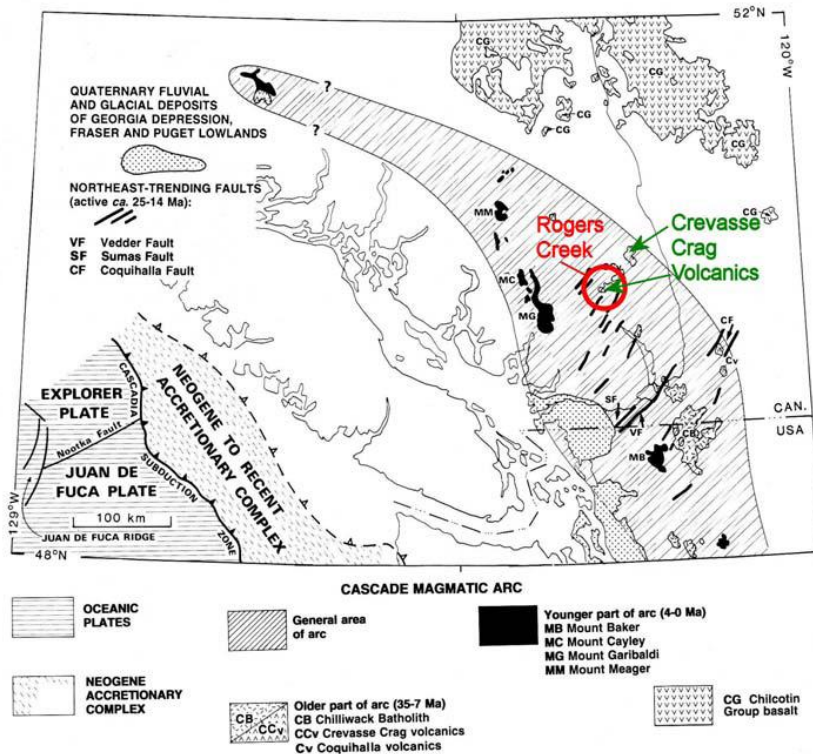 52°N
120°W
CG
CG
CG
CG
CG
CG
CG
QUATERNARY FLUVIAL
AND GLACIAL DEPOSITS
OF GEORGIA DEPRESSION,
FRASER AND PUGET LOWLANDS
?
?
NORTHEAST-TRENDING FAULTS
(active ca. 25-14 Ma):
VF Vedder Fault
SF Sumas Fault
CF Coquihalla Fault
MM
Rogers
Creek
Crevasse
Crag
Volcanics
MC
MG
CF
Cv
SF
VF
CAN.
USA
CB
MB
EXPLORER
PLATE
CASCADIA
SUBDUCTION
ZONE
Nootka Fault
JUAN DE
FUCA PLATE
NEOGENE TO RECENT
ACCRETIONARY COMPLEX
100 km
JUAN DE FUCA RIDGE
129°W
48°N
CASCADE MAGMATIC ARC
OCEANIC
PLATES
General area
of arc
Younger part of arc (4-0 Ma)
MB Mount Baker
MC Mount Cayley
MG Mount Garibaldi
MM Mount Meager
NEOGENE
ACCRETIONARY
COMPLEX
CB
CCv
Older part of arc (35-7 Ma)
CB Chilliwack Batholith
CCv Crevasse Crag volcanics
Cv Coquihalla volcanics
CG Chilcotin
Group basalt